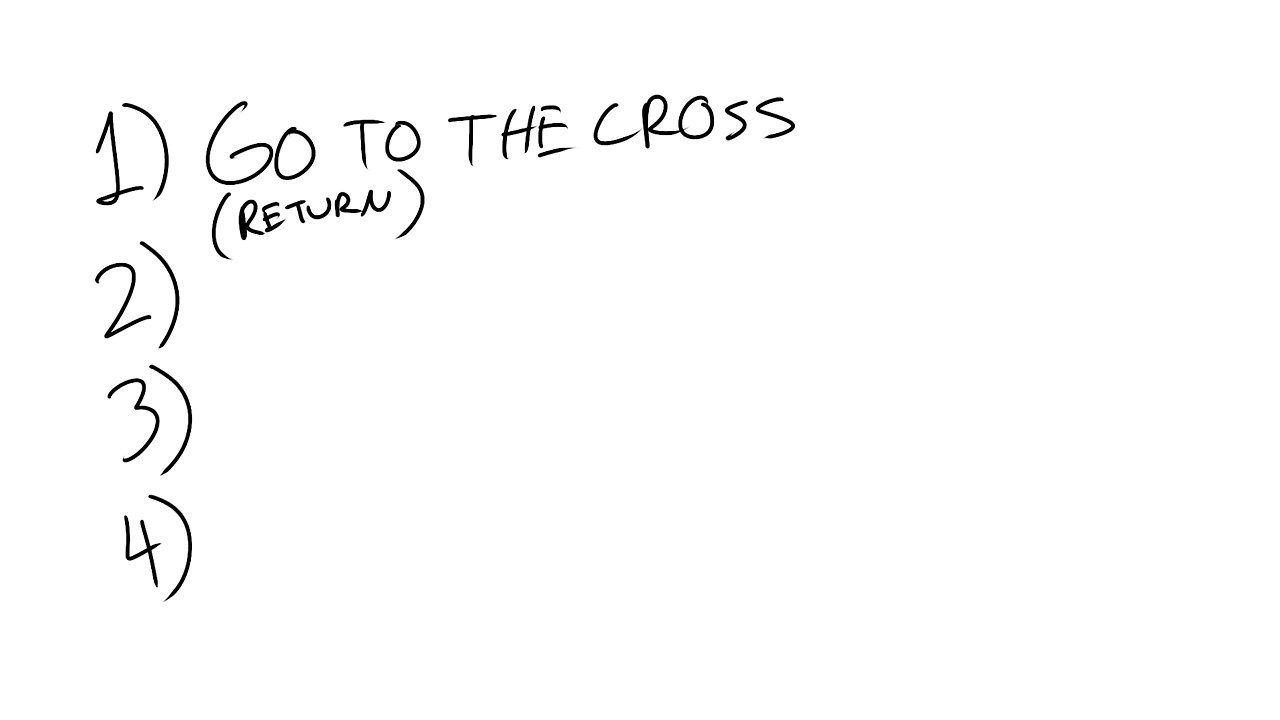 1) GO TO THE CROSS
(RETURN)
2)
3)
4)